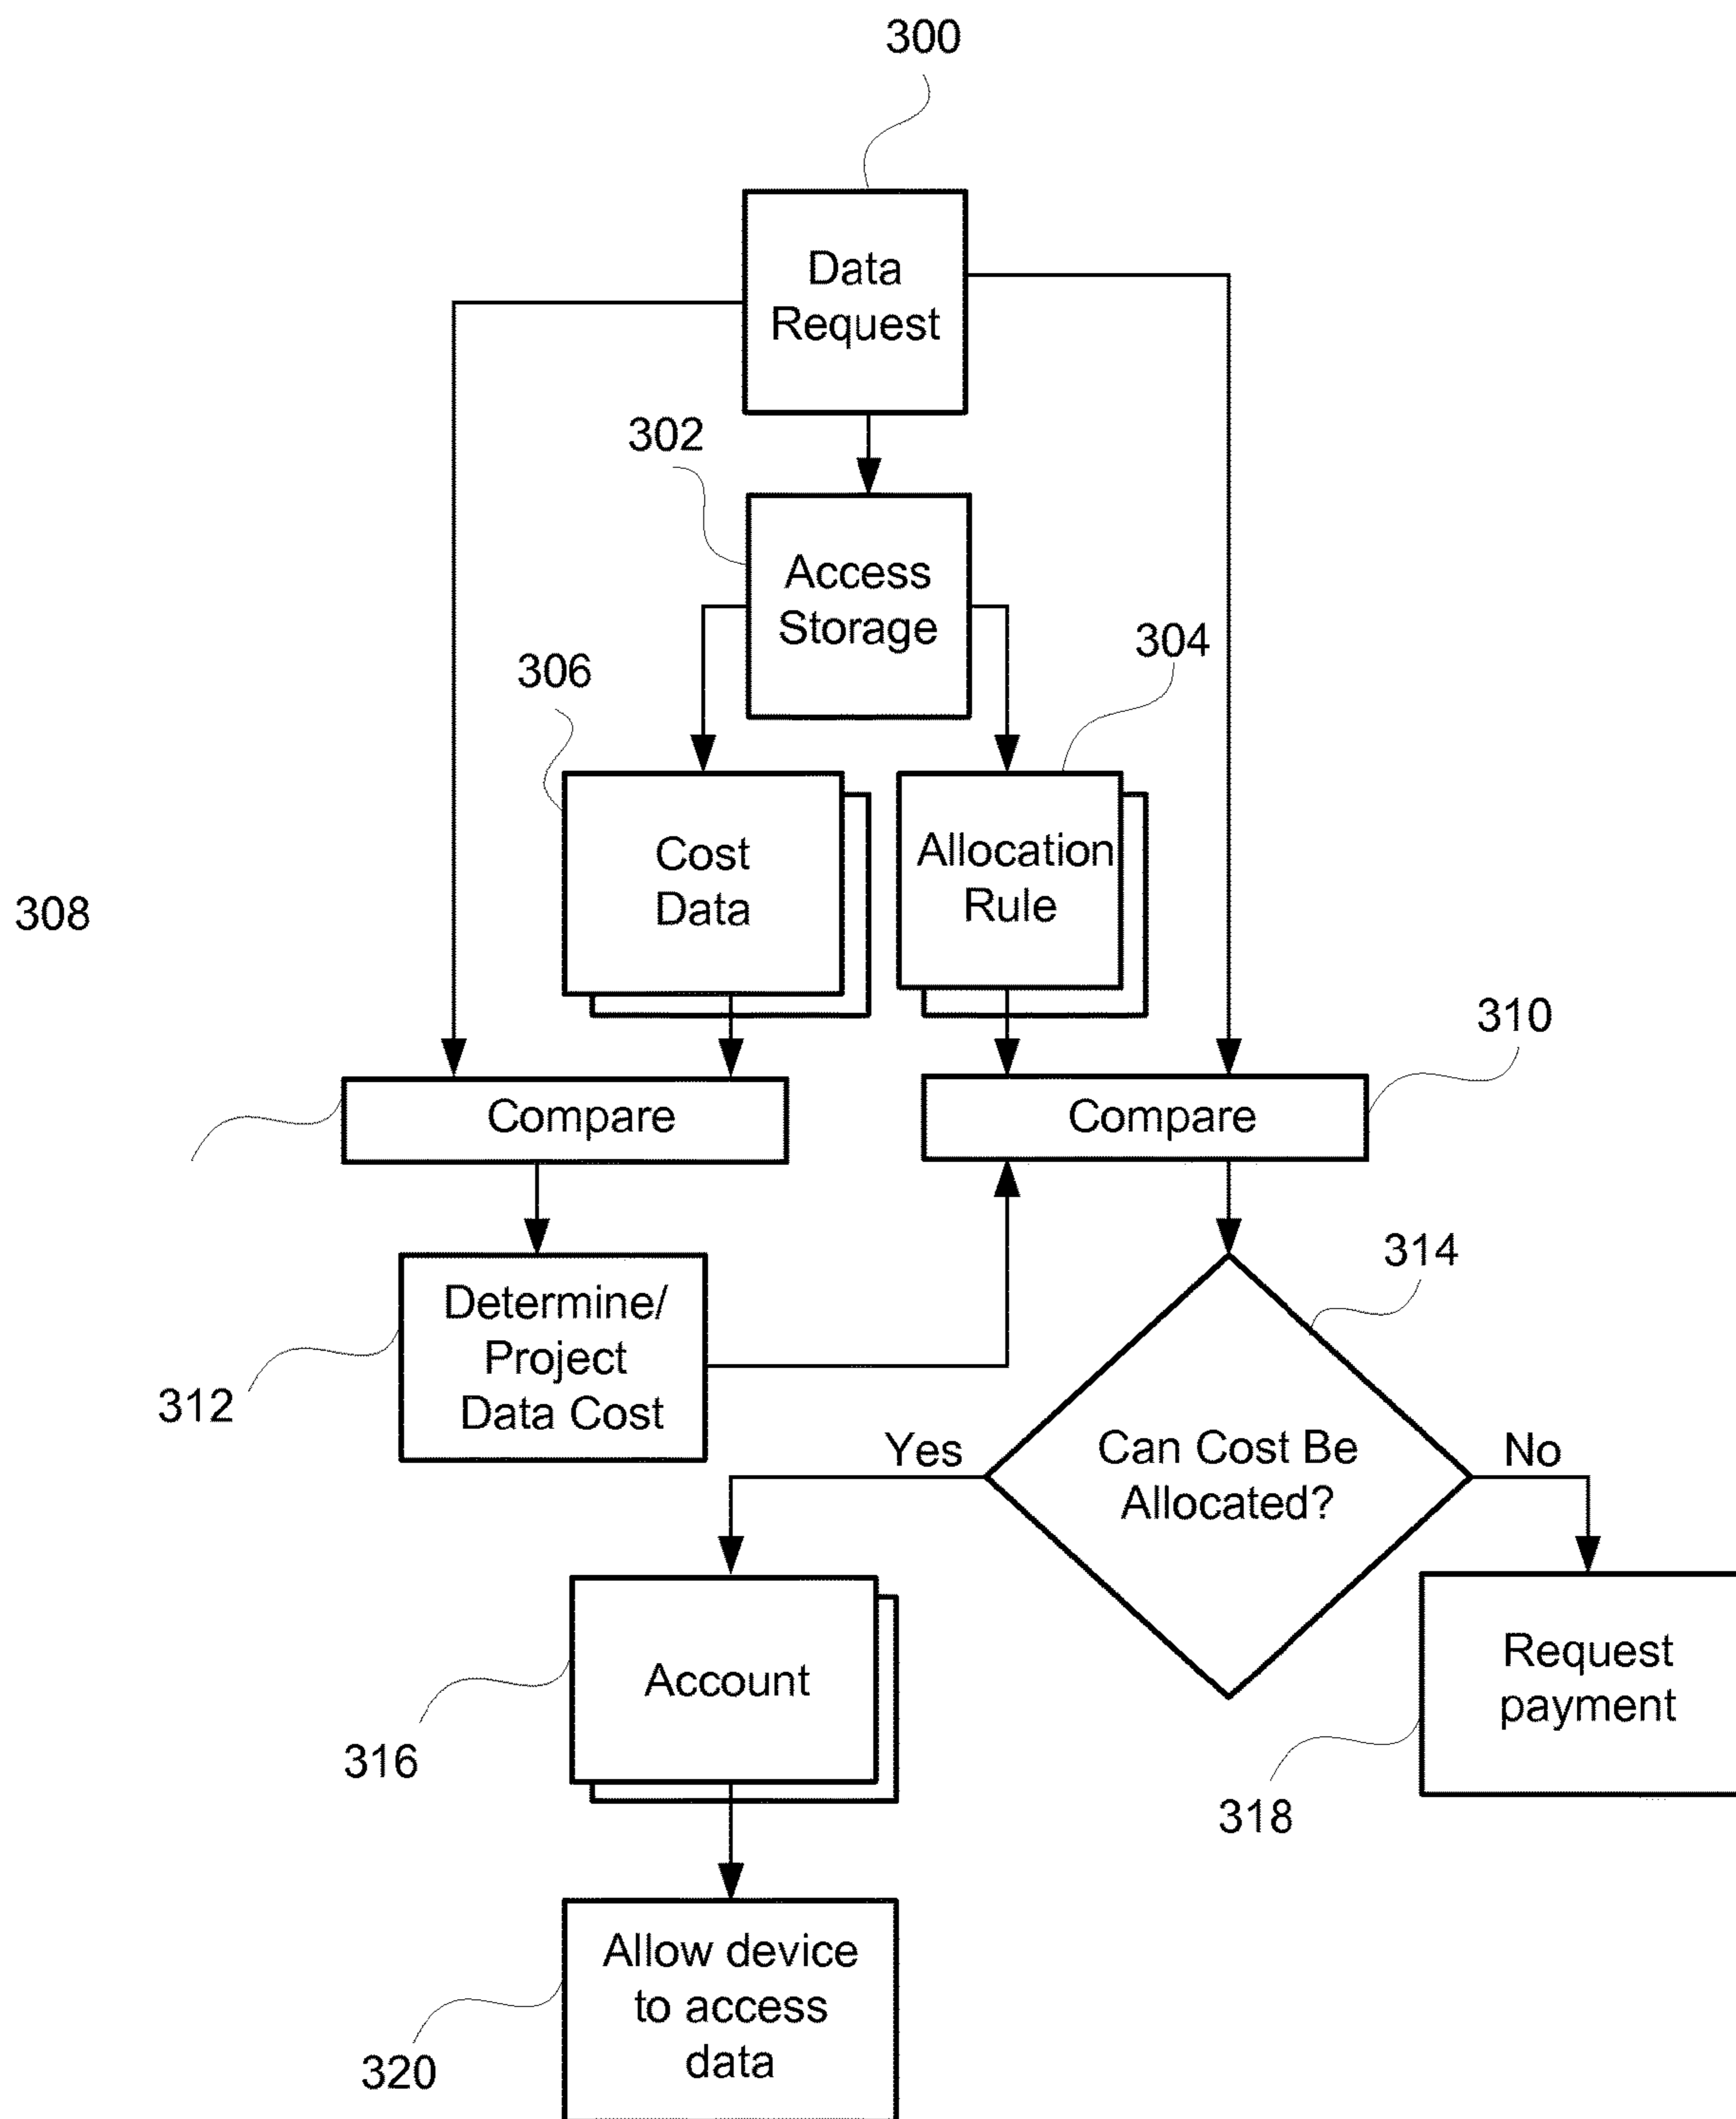 300
Data
Request
302
Access
Storage
304
306
Cost
Data
Allocation
Rule
308
310
Compare
Compare
314
Determine/
Project
Data Cost
312
Yes
Can Cost Be
Allocated?
No
Account
Request
payment
316
318
Allow device
to access
data
320